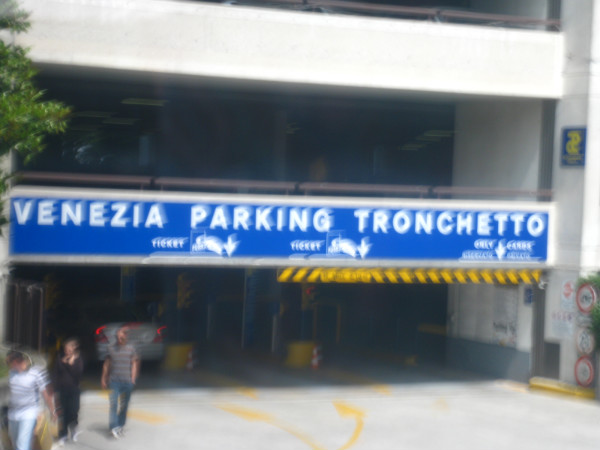 VENEZIA PARKING TRONCHETTO
TICKET TICKET ONLY CARDS